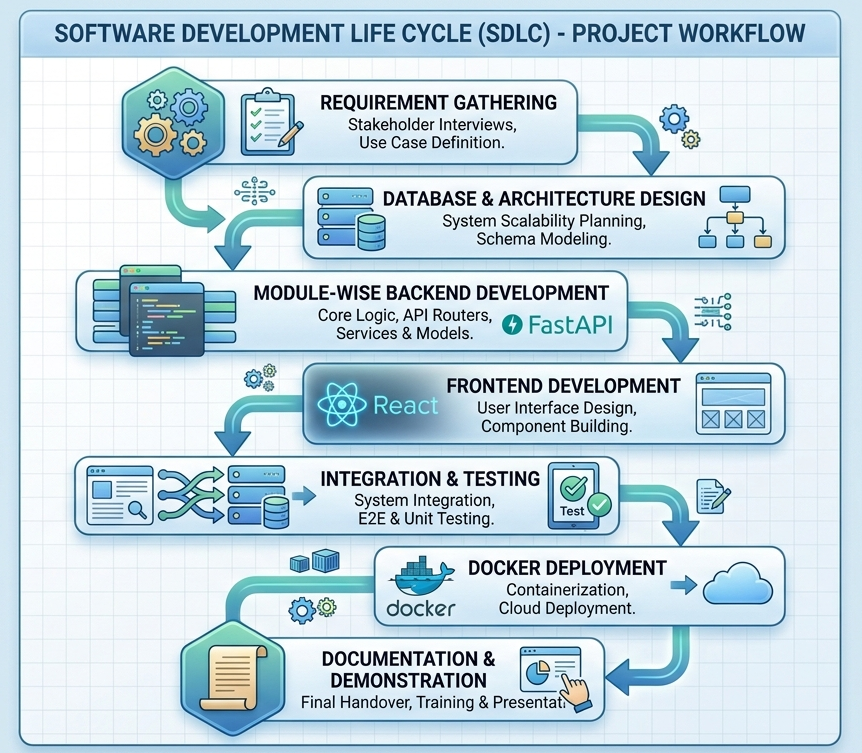 SOFTWARE DEVELOPMENT LIFE CYCLE (SDLC) - PROJECT WORKFLOW
REQUIREMENT GATHERING
Stakeholder Interviews,
Use Case Definition.
DATABASE & ARCHITECTURE DESIGN
System Scalability Planning,
Schema Modeling.
MODULE-WISE BACKEND DEVELOPMENT
Core Logic, API Routers,
Services & Models.
FastAPI
React
FRONTEND DEVELOPMENT
User Interface Design,
Component Building.
INTEGRATION & TESTING
System Integration,
E2E & Unit Testing.
Test
docker
DOCKER DEPLOYMENT
Containerization,
Cloud Deployment.
DOCUMENTATION &
DEMONSTRATION
Final Handover, Training &